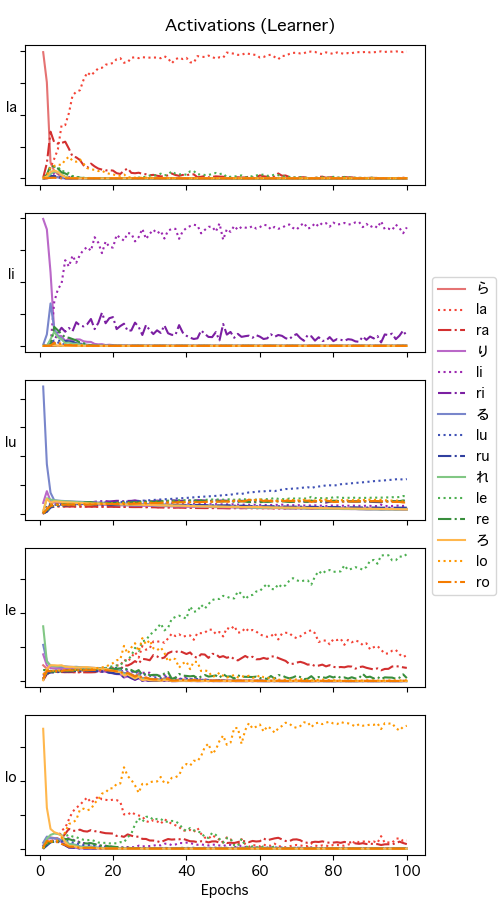 Activations (Learner)
la
li
lu
le
lo
0 20 40 60 80 100
Epochs
ら
la
ra
り
li
ri
る
lu
ru
れ
le
re
ろ
lo
ro